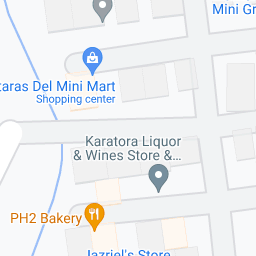 Mini Gr
taras Del Mini Mart
Shopping center
Karatora Liquor
& Wines Store &...
PH2 Bakery
Jazriel's Store